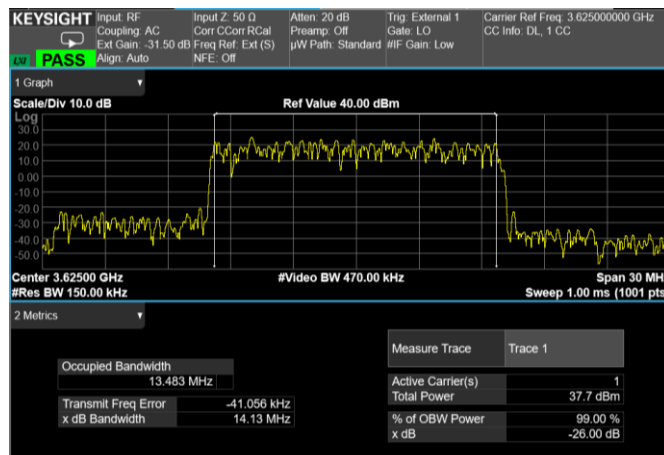 KEYSIGHT Input: RF Input Z: 50 Ω Atten: 20 dB Trig: External 1 Carrier Ref Freq: 3.625000000 GHz
Coupling: AC Corr CCorr RCal Preamp: Off Gate: LO CC Info: DL, 1 CC
Ext Gain: -31.50 dB Freq Ref: Ext (S) µW Path: Standard #IF Gain: Low
LXI PASS Align: Auto NFE: Off
1 Graph
Scale/Div 10.0 dB Ref Value 40.00 dBm
Log
30.0
20.0
10.0
0.00
-10.0
-20.0
-30.0
-40.0
-50.0
Center 3.62500 GHz #Video BW 470.00 kHz Span 30 MH
#Res BW 150.00 kHz Sweep 1.00 ms (1001 pts
2 Metrics
Measure Trace Trace 1
Occupied Bandwidth
13.483 MHz
Active Carrier(s) 1
Total Power 37.7 dBm
Transmit Freq Error -41.056 kHz
x dB Bandwidth 14.13 MHz
% of OBW Power 99.00 %
x dB -26.00 dB